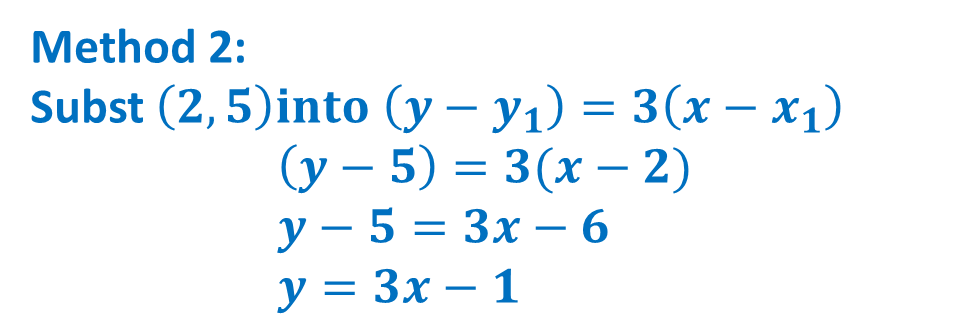 Method 2:
Subst (2, 5)into (y − y₁) = 3(x − x₁)
(y − 5) = 3(x − 2)
y − 5 = 3x − 6
y = 3x − 1